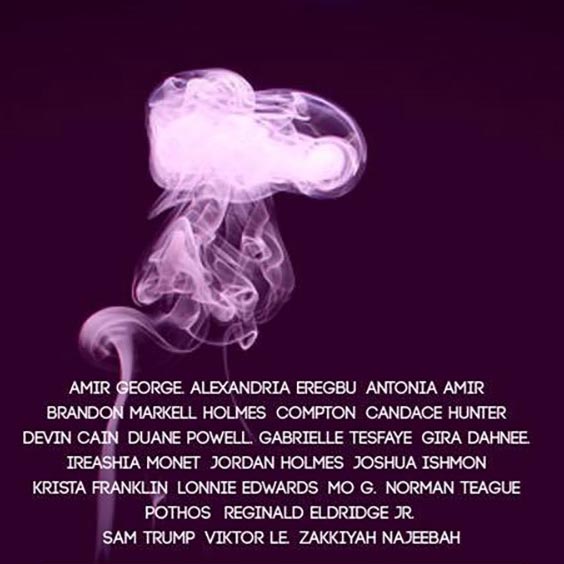 AMIR GEORGE. ALEXANDRIA EREGBU ANTONIA AMIR
BRANDON MARKELL HOLMES COMPTON CANDACE HUNTER
DEVIN CAIN DUANE POWELL. GABRIELLE TESFAYE GIRA DAHNEE.
IREASHIA MONET JORDAN HOLMES JOSHUA ISHMON
KRISTA FRANKLIN LONNIE EDWARDS MO G. NORMAN TEAGUE
POTHOS REGINALD ELDRIDGE JR.
SAM TRUMP VIKTOR LE. ZAKKIYAH NAJEEBAH